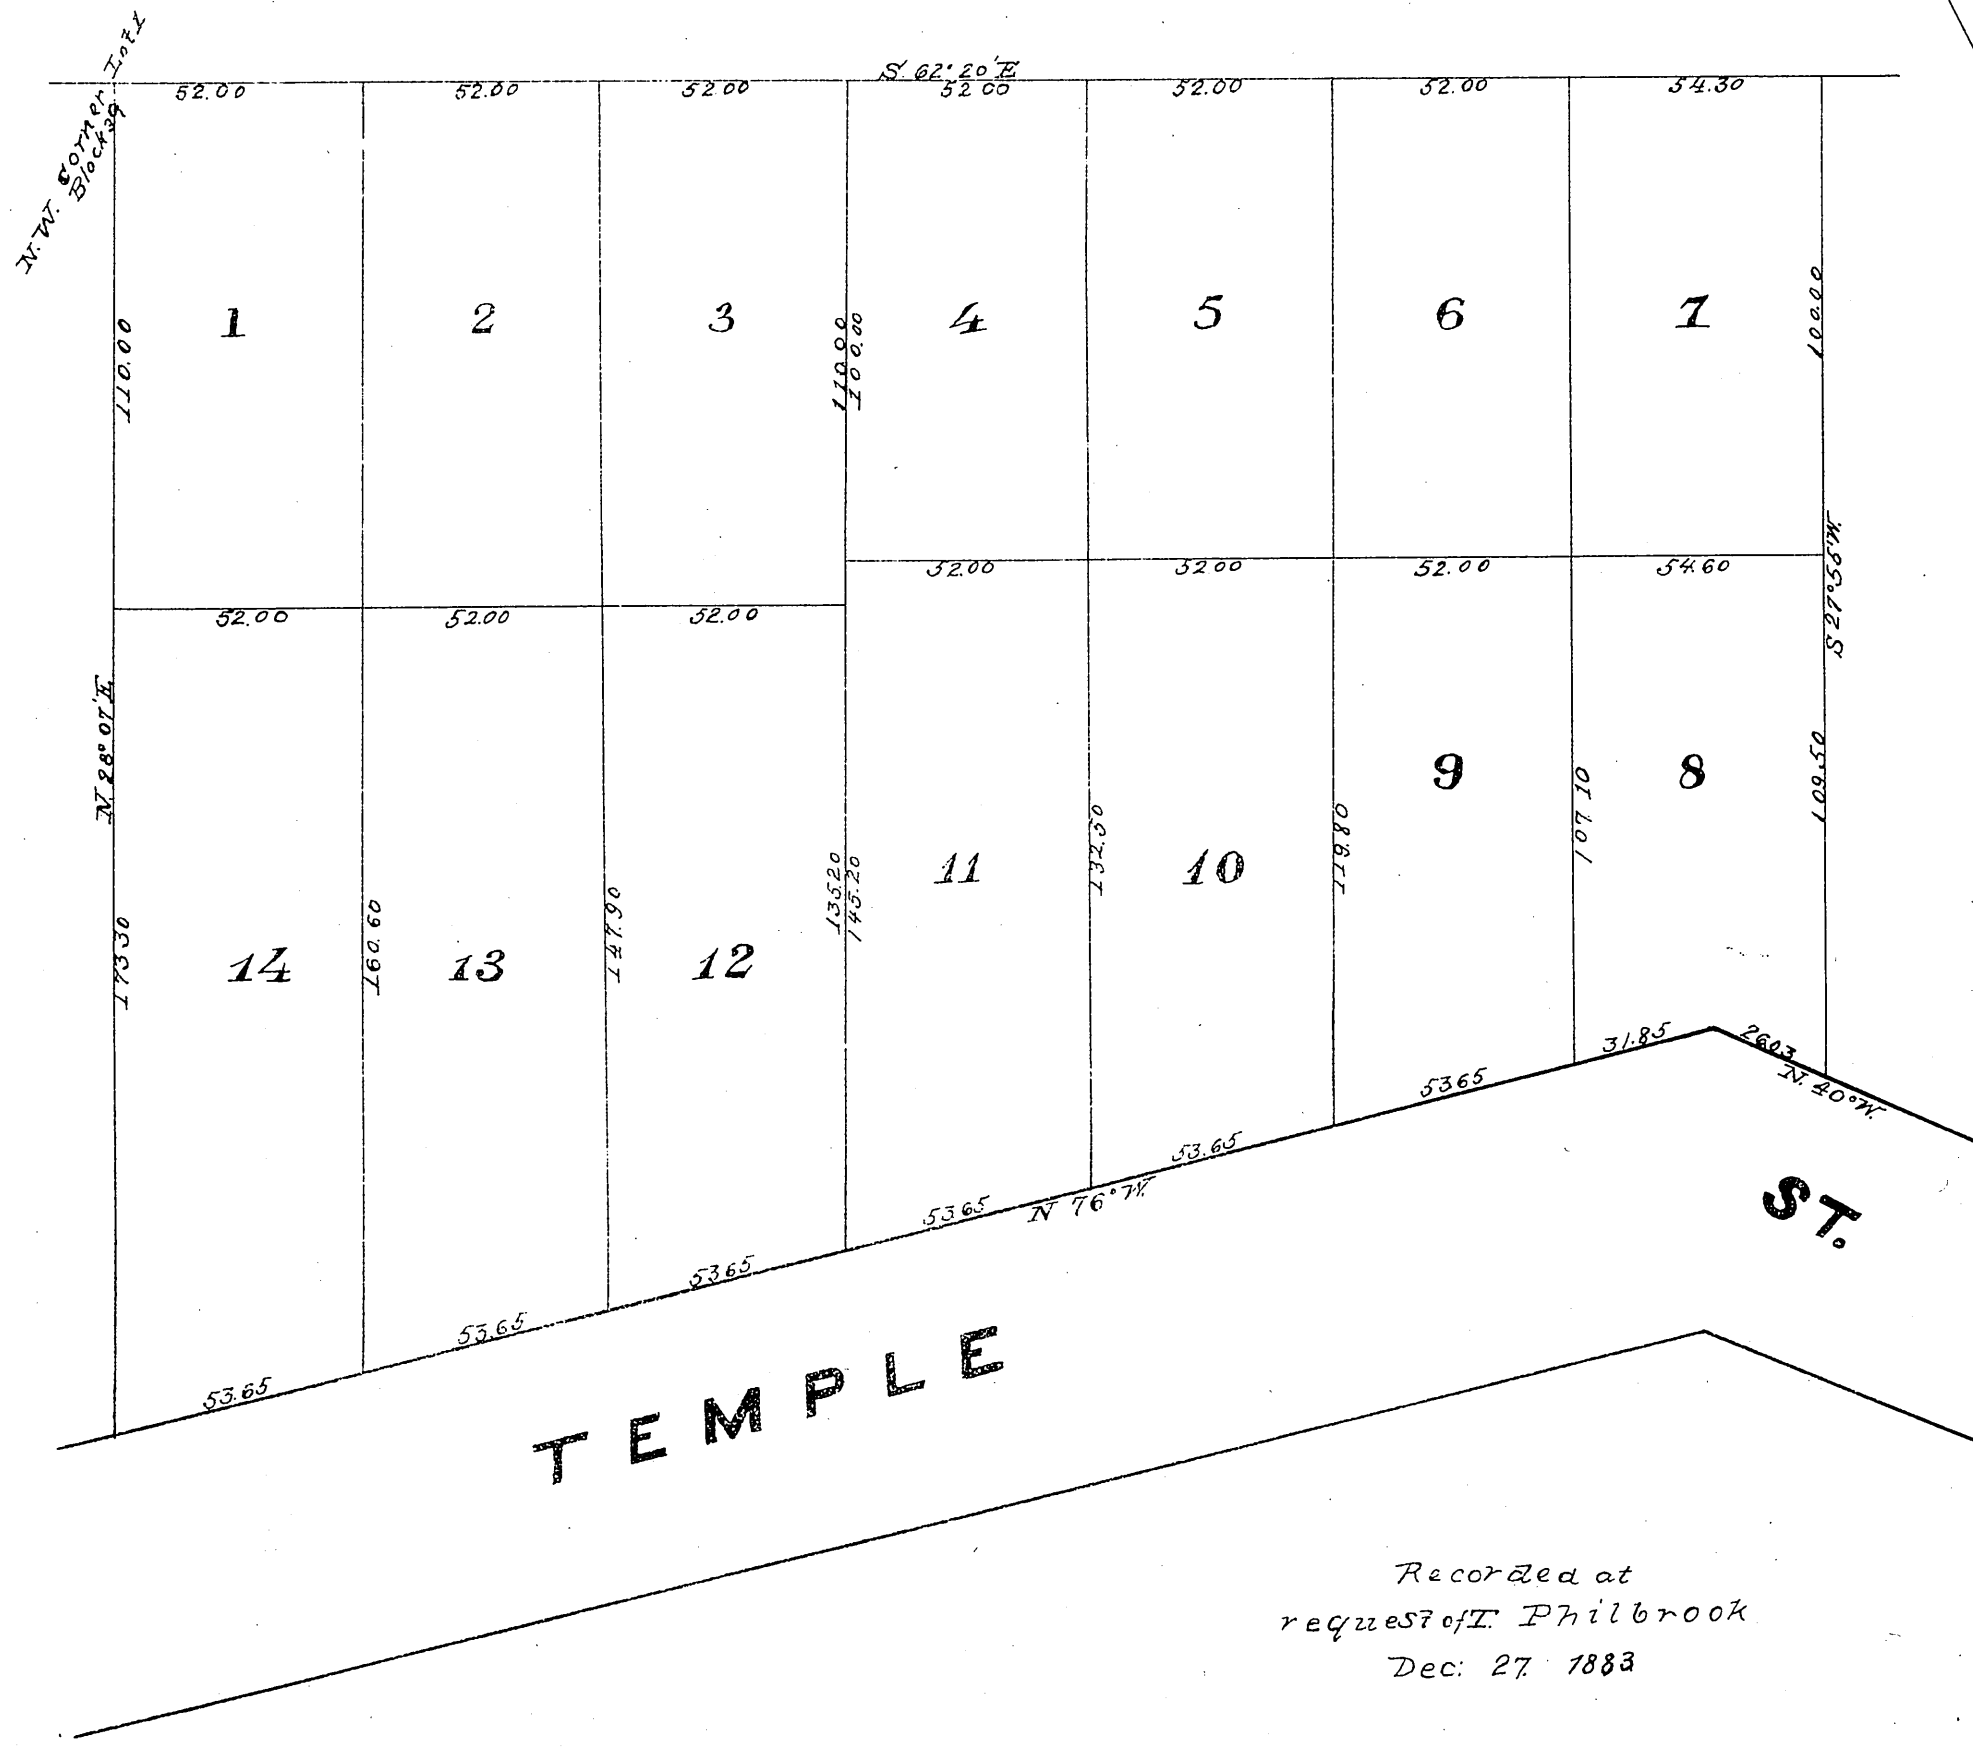 N.W. Corner Lot 1
Block 39
S. 62° 20' E
52.00 52.00 52.00 52.00 52.00 52.00 54.30
1 2 3 4 5 6 7
110.00
110.00
110.00
100.00
52.00 52.00 52.00 54.60
52.00 52.00 52.00
N. 28° 07' E
S 27° 55' W.
9 8
11 10
14 13 12
173.30
160.60
147.90
135.20
145.20
132.50
119.80
107.10
109.50
53.65
53.65
53.65
53.65
53.65
53.65
31.85
26.03
N 76° W.
N. 40° W.
TEMPLE
ST.
Recorded at
request of T. Philbrook
Dec: 27. 1883